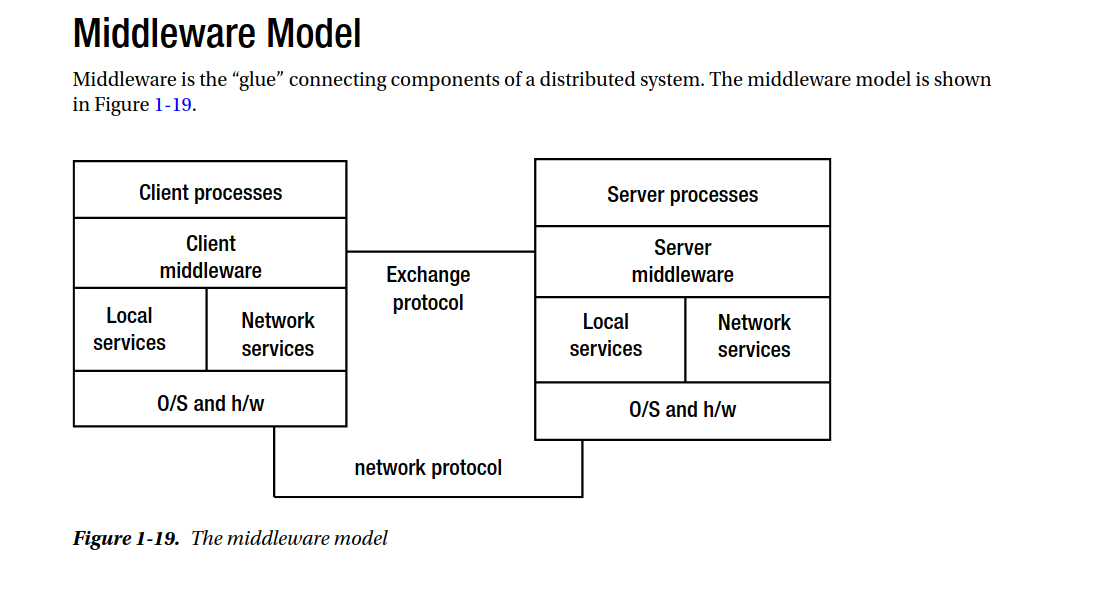 Middleware Model
Middleware is the “glue” connecting components of a distributed system. The middleware model is shown
in Figure 1-19.
Client processes
Client
middleware
Local
services
Network
services
O/S and h/w
Exchange
protocol
Server processes
Server
middleware
Local
services
Network
services
O/S and h/w
network protocol
Figure 1-19. The middleware model